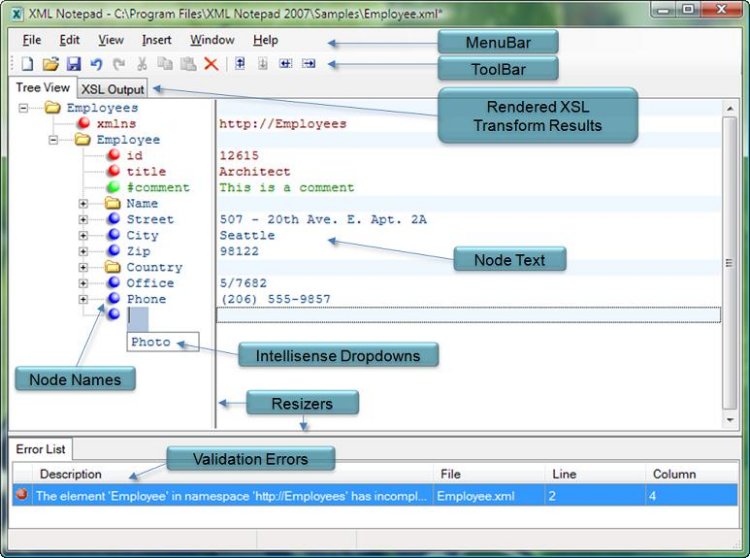 XML Notepad - C:\Program Files\XML Notepad 2007\Samples\Employee.xml*
File Edit View Insert Window Help
MenuBar
ToolBar
Tree View XSL Output
Rendered XSL
Transform Results
Employees
xmlns http://Employees
Employee
id 12615
title Architect
#comment This is a comment
Name
Street 507 - 20th Ave. E. Apt. 2A
City Seattle
Zip 98122
Node Text
Country
Office 5/7682
Phone (206) 555-9857
Photo
Intellisense Dropdowns
Node Names
Resizers
Error List
Validation Errors
Description File Line Column
The element 'Employee' in namespace 'http://Employees' has incompl... Employee.xml 2 4